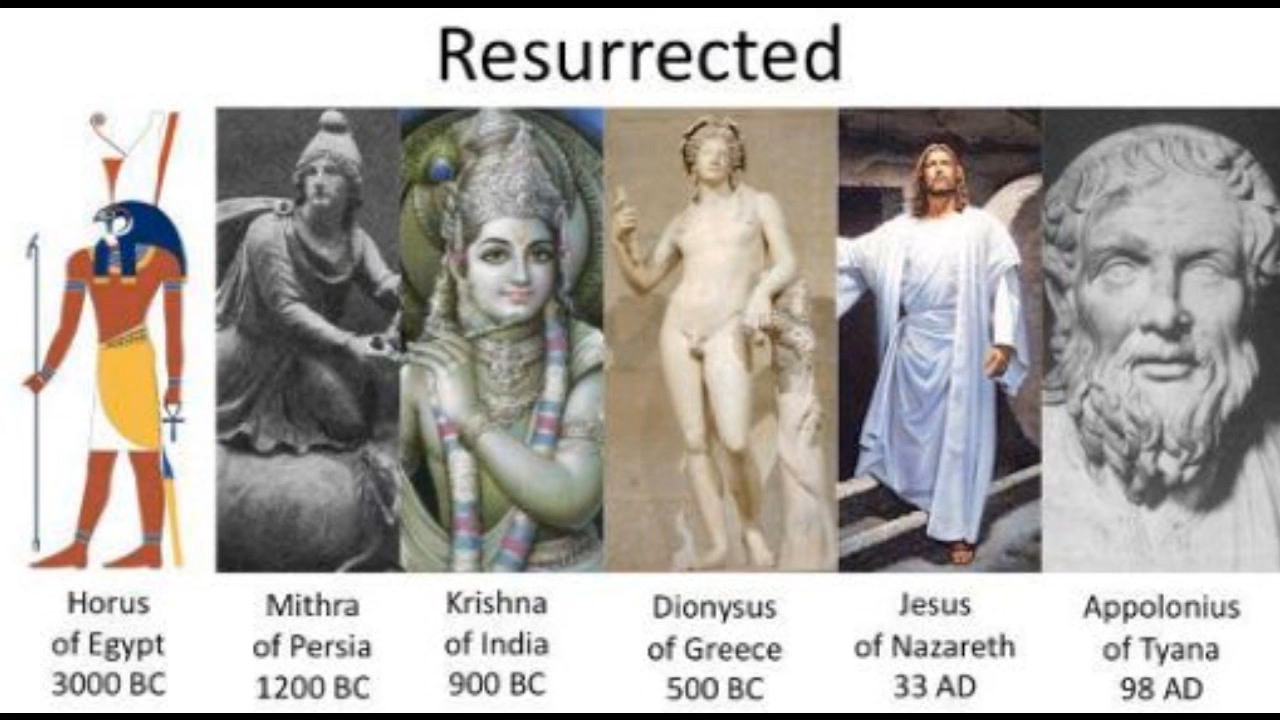 Resurrected
Horus
of Egypt
3000 BC
Mithra
of Persia
1200 BC
Krishna
of India
900 BC
Dionysus
of Greece
500 BC
Jesus
of Nazareth
33 AD
Appolonius
of Tyana
98 AD